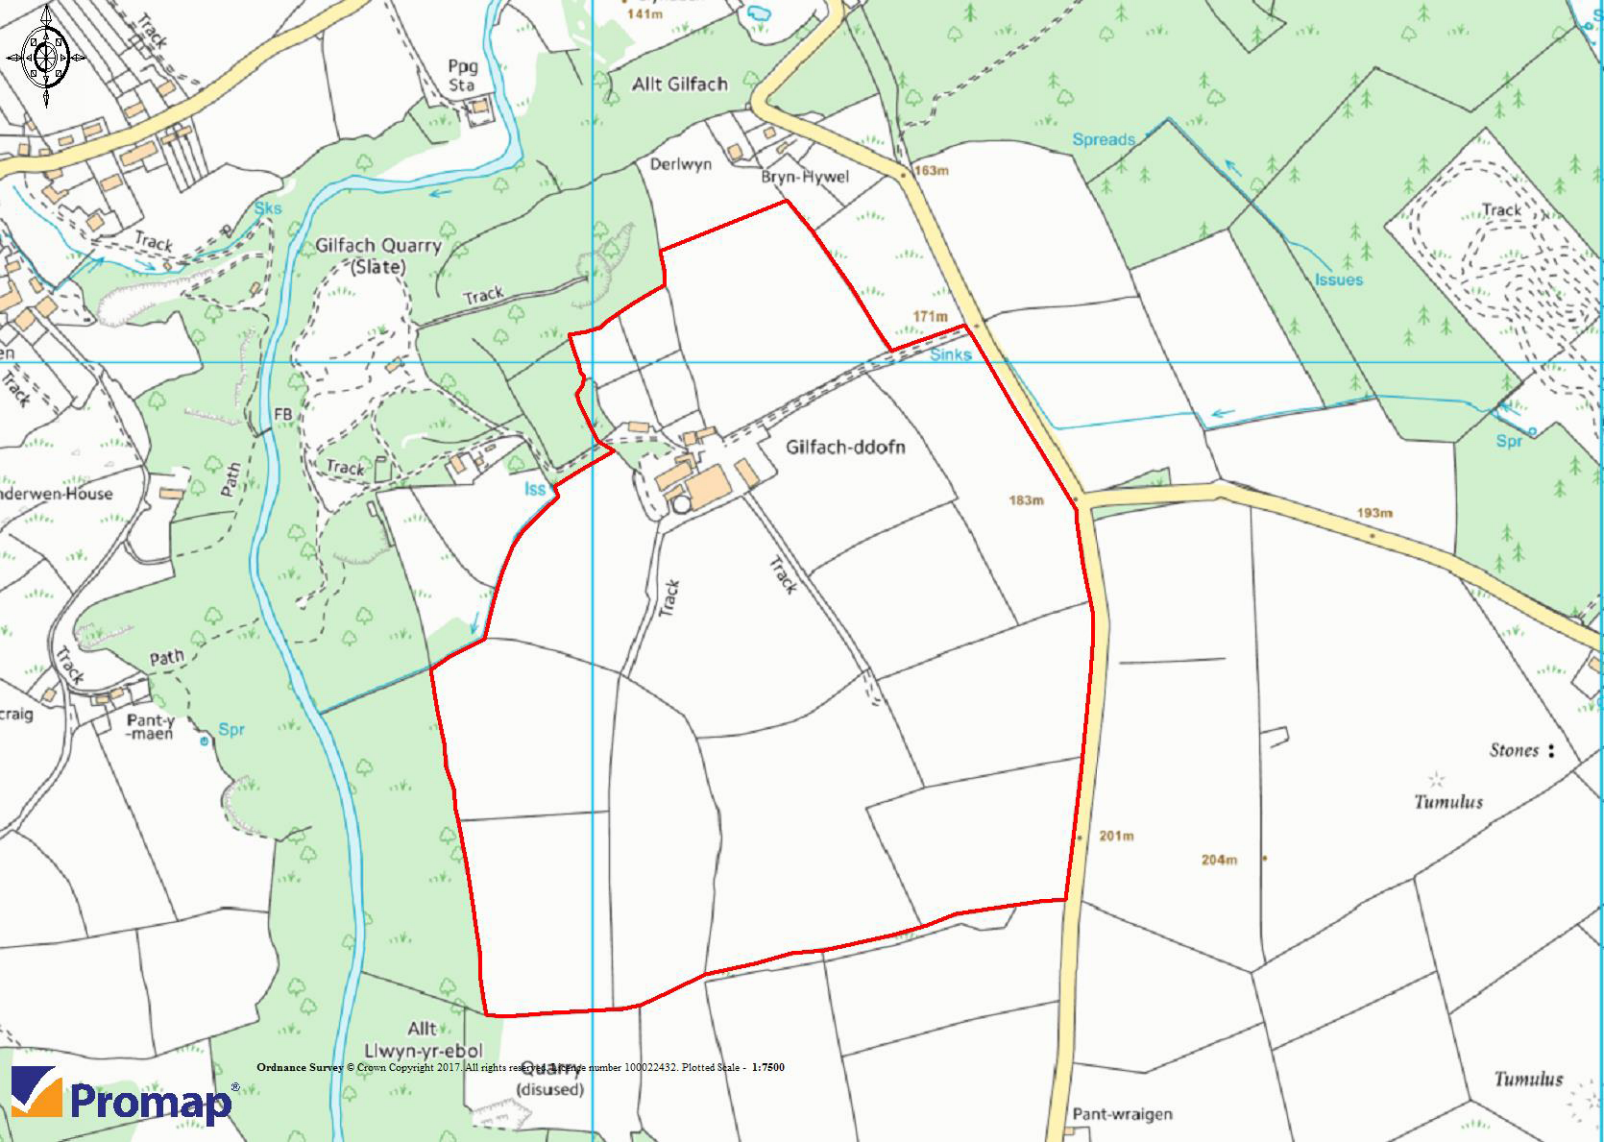 141m
Track
Ppg
Sta
Allt Gilfach
Spreads
Derlwyn
Bryn-Hywel
163m
Sks
Track
Gilfach Quarry
(Slate)
Track
Issues
Track
171m
Sinks
Track
FB
Gilfach-ddofn
Spr
Path
Track
Iss
nderwen-House
183m
193m
Track
Track
Path
Track
Pant-y
-maen
craig
Spr
Stones
Tumulus
201m
204m
Allt
Llwyn-yr-ebol
Ordnance Survey © Crown Copyright 2017. All rights reserved. Licence number 100022432. Plotted Scale - 1:7500
Quarry
(disused)
Tumulus
Promap®
Pant-wraigen